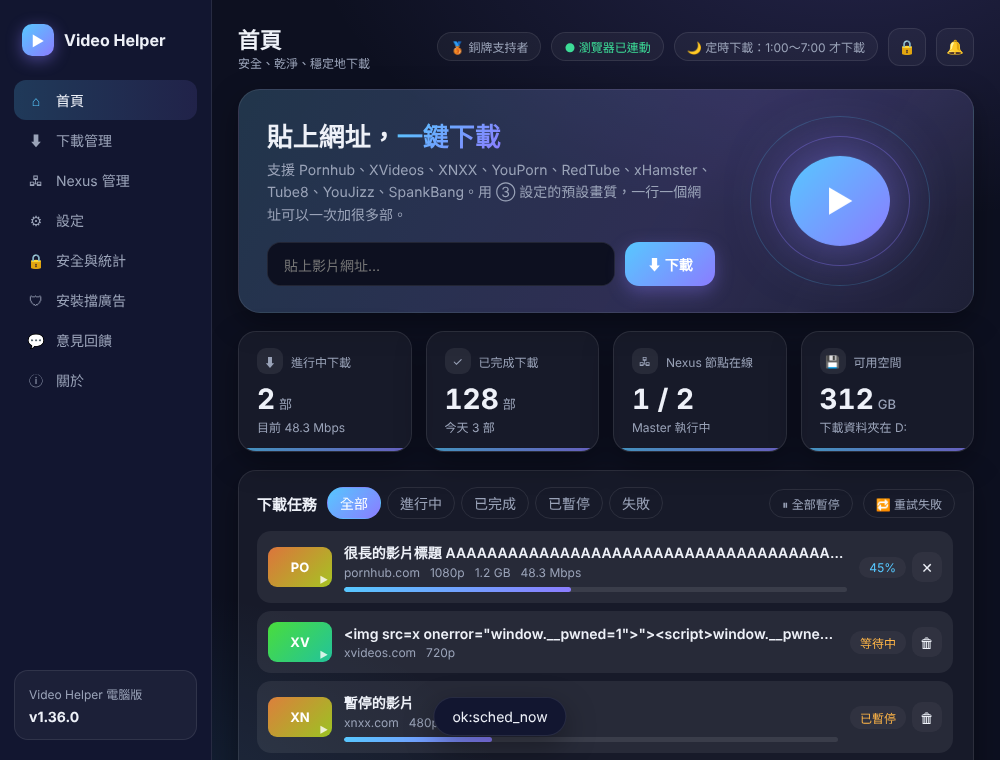 Video Helper
首頁
下載管理
Nexus 管理
設定
安全與統計
安裝擋廣告
意見回饋
關於
Video Helper 電腦版
v1.36.0
首頁
安全、乾淨、穩定地下載
銅牌支持者
瀏覽器已連動
定時下載：1:00～7:00 才下載
貼上網址，一鍵下載
支援 Pornhub、XVideos、XNXX、YouPorn、RedTube、xHamster、
Tube8、YouJizz、SpankBang。用 ③ 設定的預設畫質，一行一個網
址可以一次加很多部。
貼上影片網址...
⬇ 下載
進行中下載
2 部
目前 48.3 Mbps
已完成下載
128 部
今天 3 部
Nexus 節點在線
1 / 2
Master 執行中
可用空間
312 GB
下載資料夾在 D:
下載任務
全部
進行中
已完成
已暫停
失敗
⏸ 全部暫停
🔁 重試失敗
PO
很長的影片標題 AAAAAAAAAAAAAAAAAAAAAAAAAAAAAAAAAAAAA…
pornhub.com 1080p 1.2 GB 48.3 Mbps
45%
✕
XV
<img src=x onerror="window.__pwned=1">"><script>window.__pwne…
xvideos.com 720p
等待中
XN
暫停的影片
xnxx.com 480p
已暫停
ok:sched_now